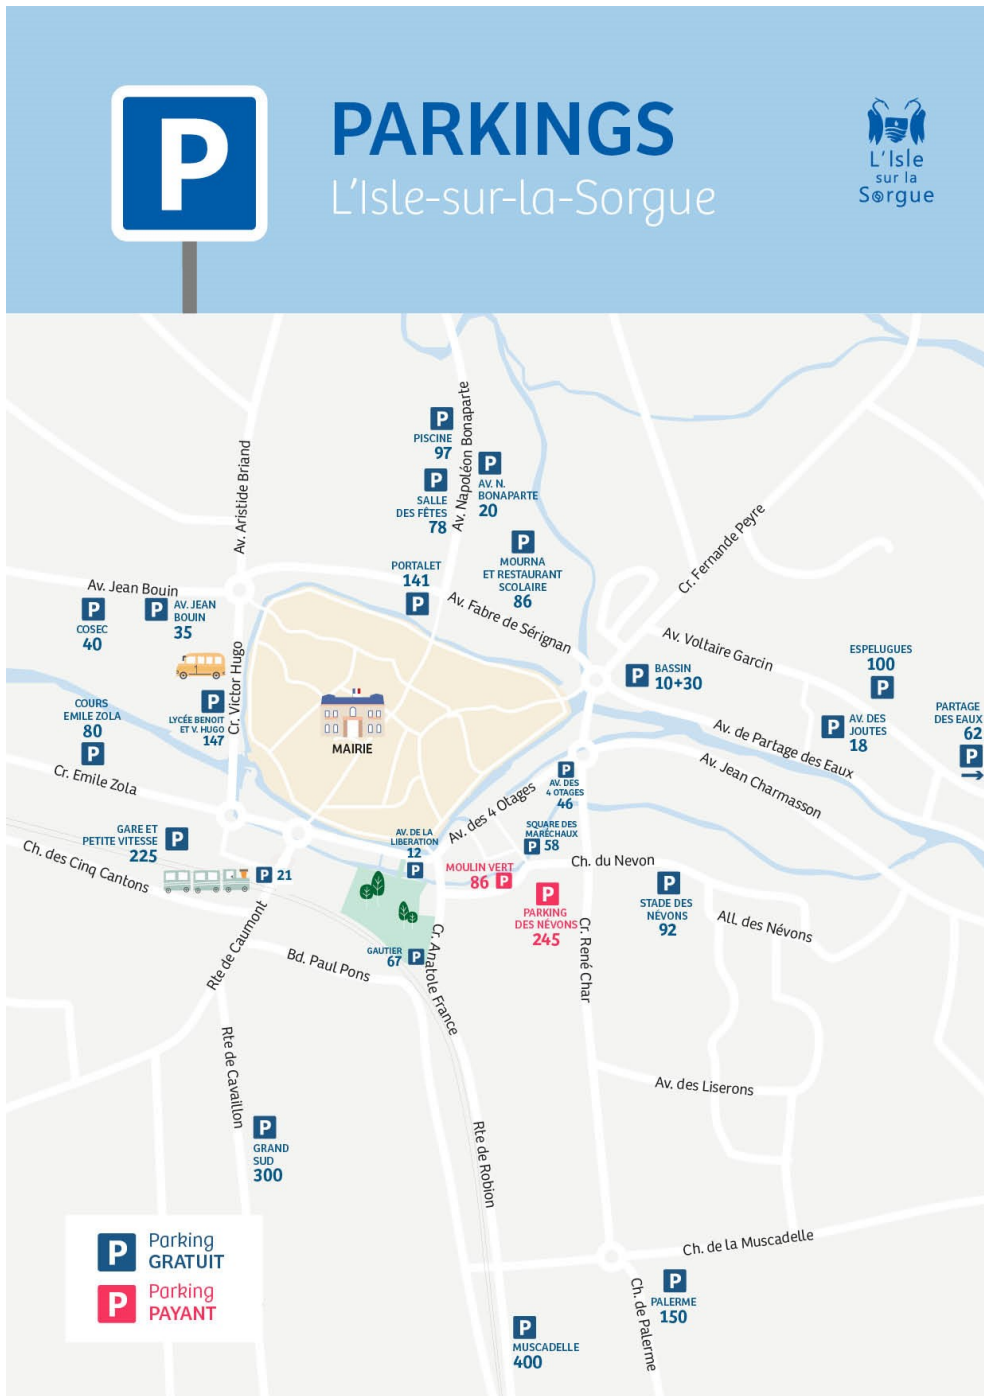 P
PARKINGS
L'Isle-sur-la-Sorgue
L'Isle
sur la
Sorgue
P
PISCINE
97
P
SALLE
DES FÊTES
78
Av. Napoléon Bonaparte
P
AV. N.
BONAPARTE
20
P
MOURNA
ET RESTAURANT
SCOLAIRE
86
PORTALET
141
P
Av. Aristide Briand
Av. Jean Bouin
P
COSEC
40
P
AV. JEAN
BOUIN
35
Av. Fabre de Sérignan
Cr. Fernande Peyre
Av. Voltaire Garcin
P
BASSIN
10+30
ESPELUGUES
100
P
P
AV. DES
JOUTES
18
PARTAGE
DES EAUX
62
P
Av. de Partage des Eaux
Av. Jean Charmasson
Cr. Victor Hugo
P
LYCÉE BENOIT
ET V. HUGO
147
COURS
EMILE ZOLA
80
P
Cr. Emile Zola
MAIRIE
P
AV. DES
4 OTAGES
46
Av. des 4 Otages
SQUARE DES
MARÉCHAUX
P
58
AV. DE LA
LIBERATION
12
P
GARE ET
PETITE VITESSE
225
P
Ch. des Cinq Cantons
P
21
MOULIN VERT
86
P
P
PARKING
DES NÉVONS
245
Ch. du Nevon
P
STADE DES
NÉVONS
92
All. des Névons
Cr. René Char
GAUTIER
67
P
Cr. Anatole France
Bd. Paul Pons
Rte de Caumont
Rte de Cavaillon
Av. des Liserons
P
GRAND
SUD
300
Rte de Robion
Ch. de la Muscadelle
P
PALERME
150
Ch. de Palerme
P
MUSCADELLE
400
P
Parking
GRATUIT
P
Parking
PAYANT